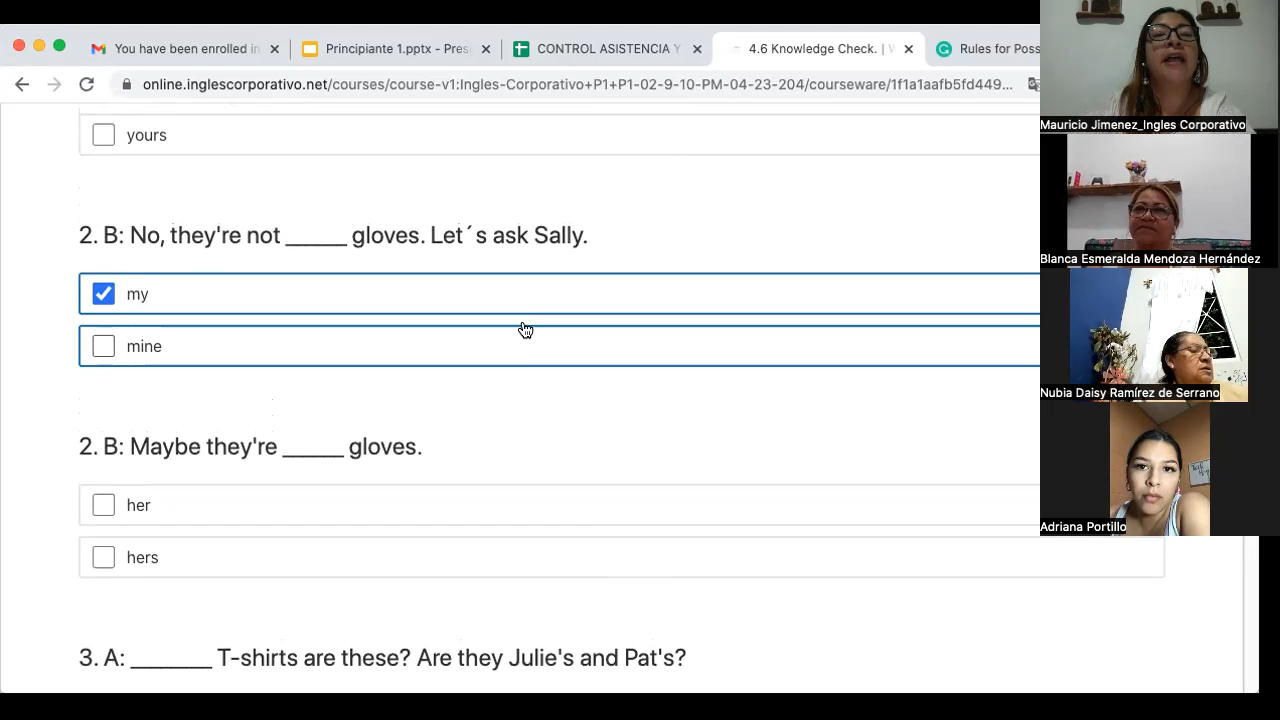 You have been enrolled in
Principiante 1.pptx - Pres
CONTROL ASISTENCIA Y
4.6 Knowledge Check. |
Rules for Poss
online.inglescorporativo.net/courses/course-v1:Ingles-Corporativo+P1+P1-02-9-10-PM-04-23-204/courseware/1f1a1aafb5fd449...
Mauricio Jimenez_Ingles Corporativo
yours
2. B: No, they're not ______ gloves. Let´s ask Sally.
Blanca Esmeralda Mendoza Hernández
my
mine
Nubia Daisy Ramírez de Serrano
2. B: Maybe they're ______ gloves.
her
Adriana Portillo
hers
3. A: ________ T-shirts are these? Are they Julie's and Pat's?